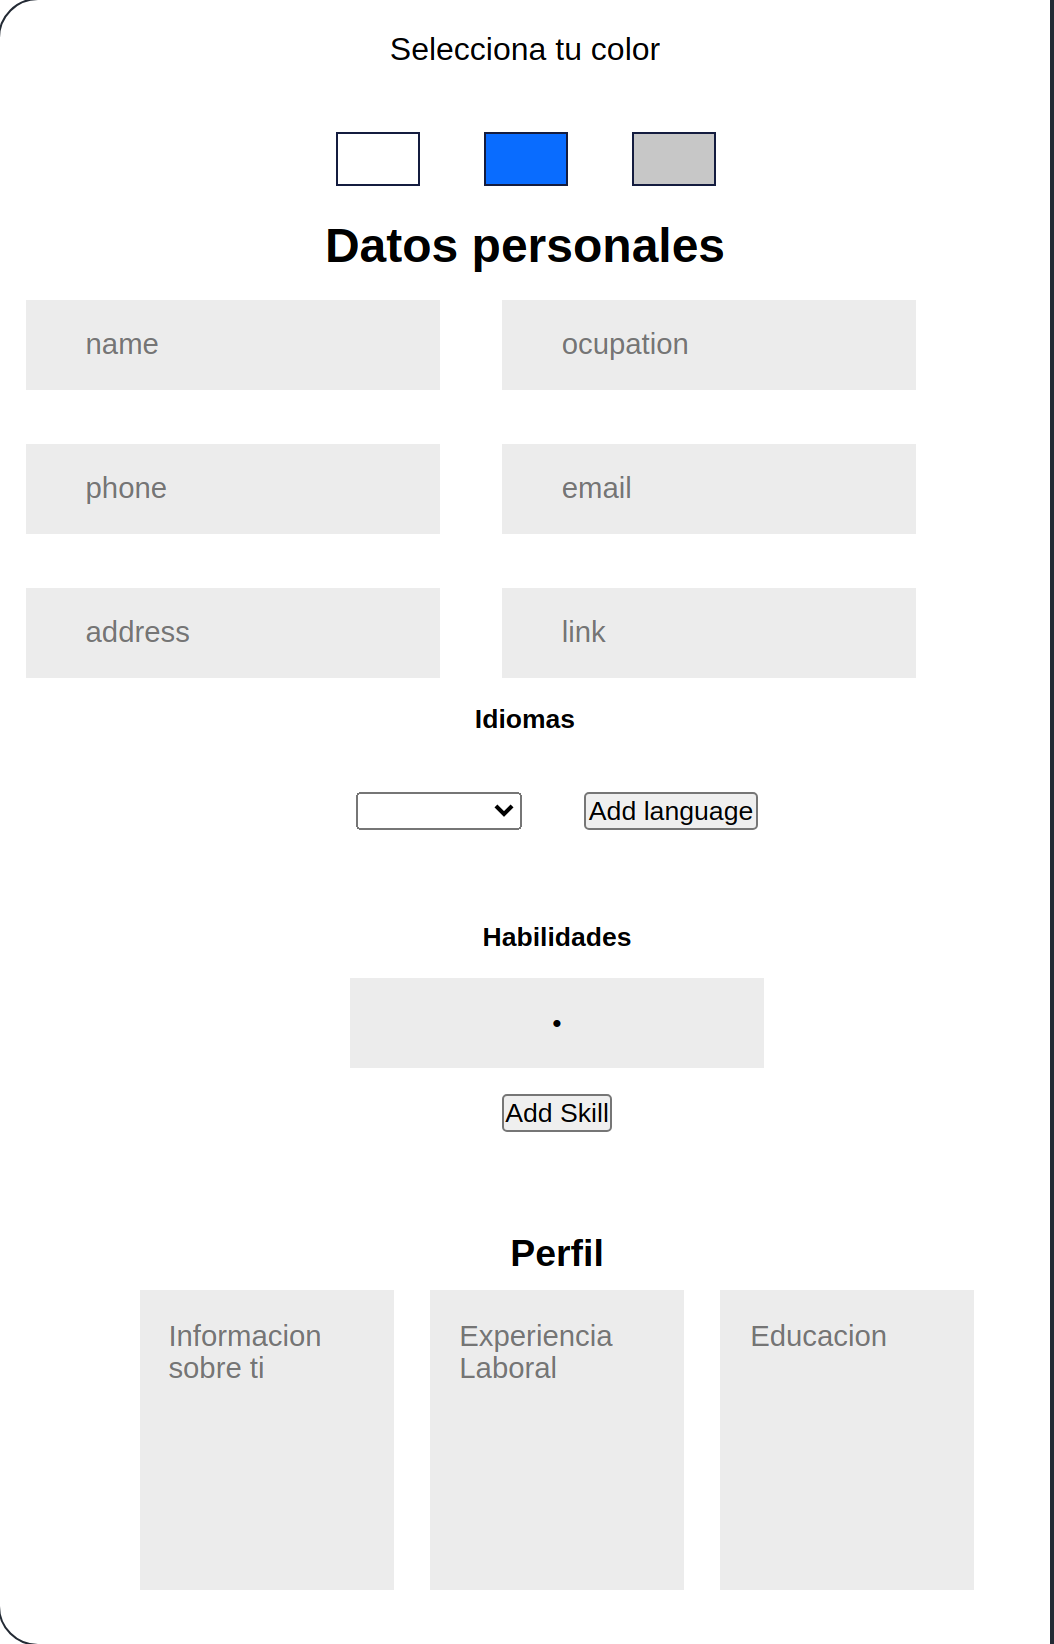 Selecciona tu color
Datos personales
name
ocupation
phone
email
address
link
Idiomas
Add language
Habilidades
•
Add Skill
Perfil
Informacion
sobre ti
Experiencia
Laboral
Educacion